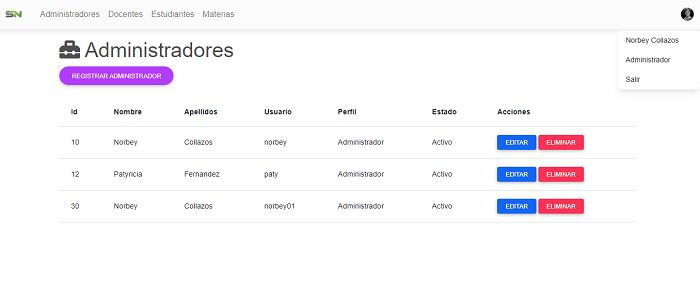 SN Administradores Docentes Estudiantes Materias
Norbey Collazos
Administrador
Salir
Administradores
REGISTRAR ADMINISTRADOR
Id Nombre Apellidos Usuario Perfil Estado Acciones
10 Norbey Collazos norbey Administrador Activo EDITAR ELIMINAR
12 Patyricia Fernandez paty Administrador Activo EDITAR ELIMINAR
30 Norbey Collazos norbey01 Administrador Activo EDITAR ELIMINAR